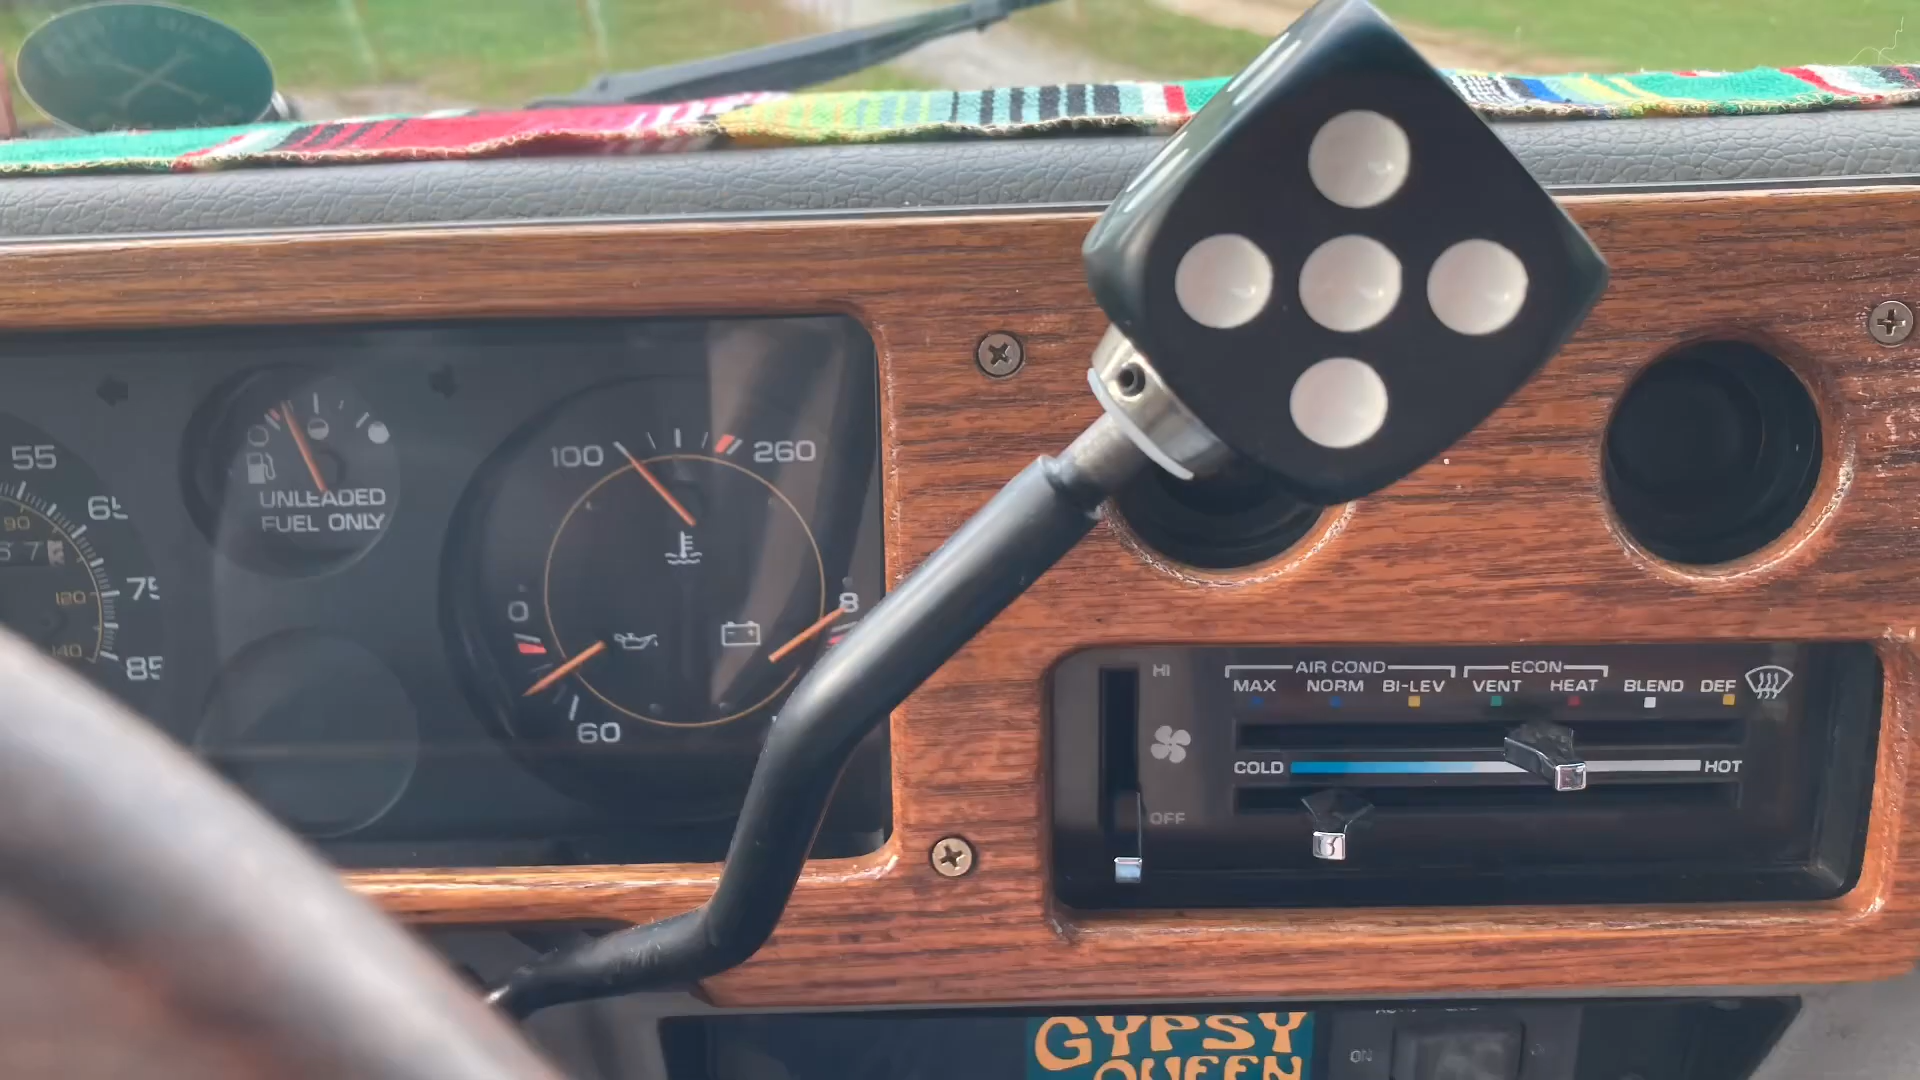 55
65
90
75
120
140
85
UNLEADED
FUEL ONLY
100
260
0
60
8
HI
OFF
AIR COND
ECON
MAX NORM BI-LEV VENT HEAT BLEND DEF
COLD
HOT
GYPSY
QUEEN
ON